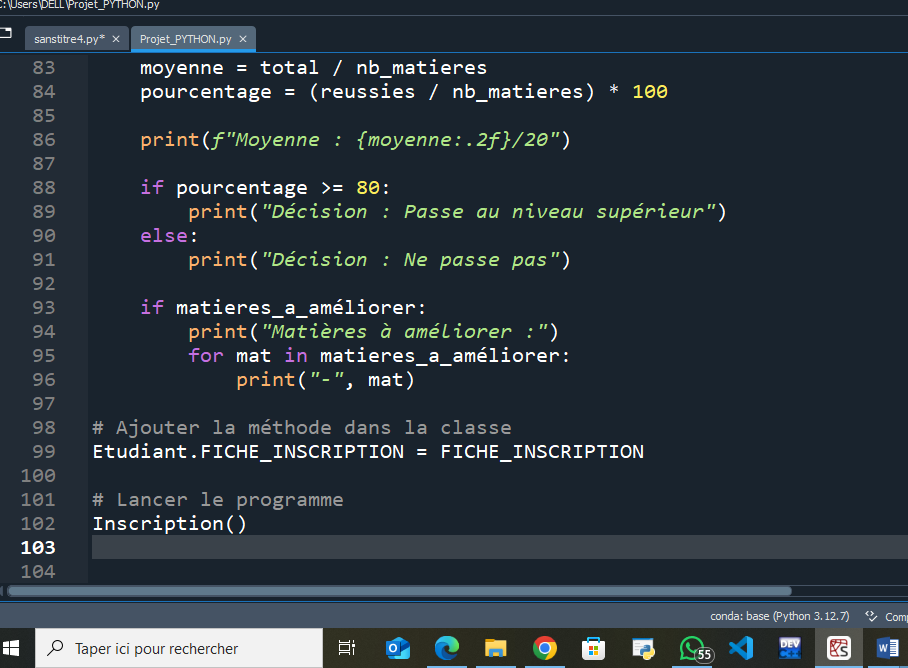 C:\Users\DELL\Projet_PYTHON.py
sanstitre4.py* ×
Projet_PYTHON.py ×
83 moyenne = total / nb_matieres
84 pourcentage = (reussies / nb_matieres) * 100
85
86 print(f"Moyenne : {moyenne:.2f}/20")
87
88 if pourcentage >= 80:
89 print("Décision : Passe au niveau supérieur")
90 else:
91 print("Décision : Ne passe pas")
92
93 if matieres_a_améliorer:
94 print("Matières à améliorer :")
95 for mat in matieres_a_améliorer:
96 print("-", mat)
97
98 # Ajouter la méthode dans la classe
99 Etudiant.FICHE_INSCRIPTION = FICHE_INSCRIPTION
100
101 # Lancer le programme
102 Inscription()
103
104
conda: base (Python 3.12.7) Comp
Taper ici pour rechercher
55
DEV